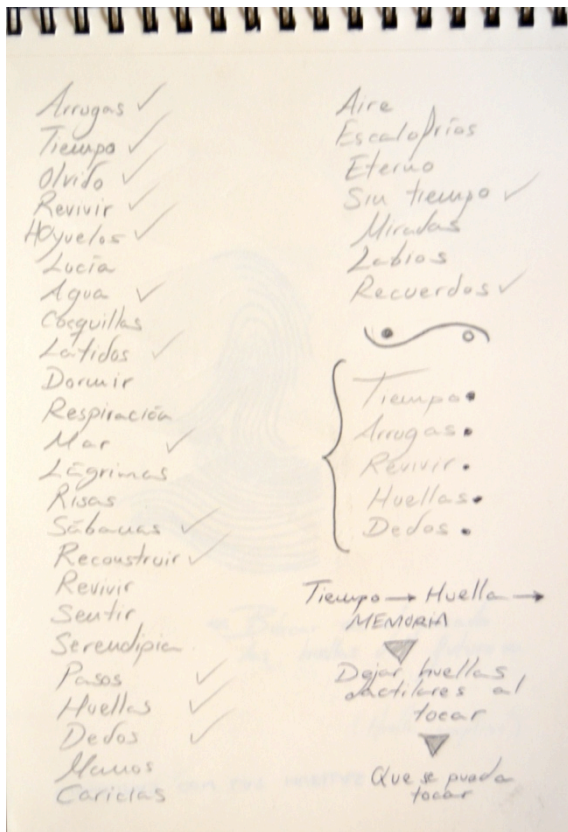 Arrugas ✓
Tiempo ✓
Olvido ✓
Revivir ✓
Hoyuelos ✓
Lucía
Agua ✓
Cosquillas
Latidos ✓
Dormir
Respiración
Mar ✓
Lágrimas
Risas
Sábanas ✓
Reconstruir ✓
Revivir
Sentir
Serendipia
Pasos ✓
Huellas ✓
Dedos ✓
Manos
Caricias
Aire
Escalofríos
Eterno
Sin tiempo ✓
Miradas
Labios
Recuerdos ✓
Tiempo •
Arrugas •
Revivir •
Huellas •
Dedos •
Tiempo → Huella →
MEMORIA
Dejar huellas
dactilares al
tocar
Que se pueda
tocar